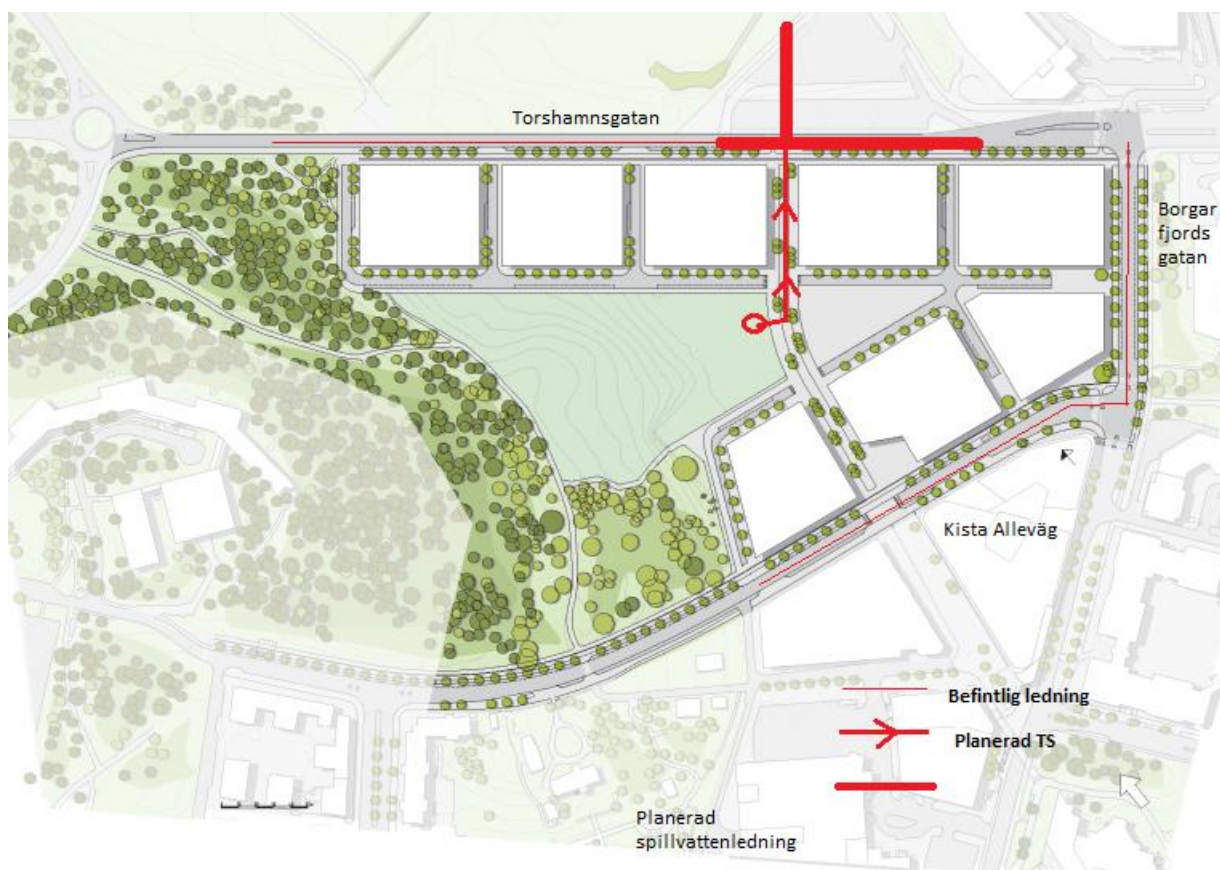 Torshamnsgatan
Borgar
fjords
gatan
Kista Alleväg
Befintlig ledning
Planerad TS
Planerad
spillvattenledning